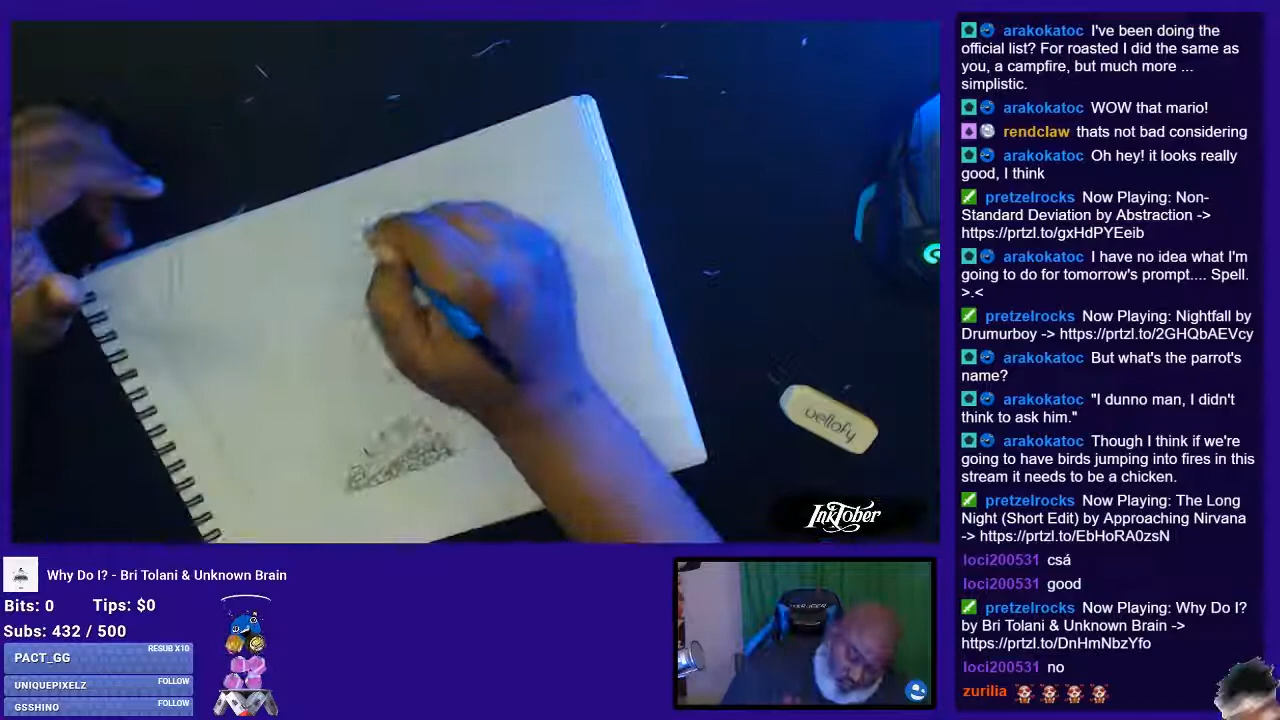 arakokatoc I've been doing the
official list? For roasted I did the same as
you, a campfire, but much more ...
simplistic.
arakokatoc WOW that mario!
rendclaw thats not bad considering
arakokatoc Oh hey! it looks really
good, I think
pretzelrocks Now Playing: Non-
Standard Deviation by Abstraction ->
https://prtzl.to/gxHdPYEeib
arakokatoc I have no idea what I'm
going to do for tomorrow's prompt.... Spell.
>.<
pretzelrocks Now Playing: Nightfall by
Drumurboy -> https://prtzl.to/2GHQbAEVcy
arakokatoc But what's the parrot's
name?
arakokatoc "I dunno man, I didn't
think to ask him."
arakokatoc Though I think if we're
going to have birds jumping into fires in this
stream it needs to be a chicken.
pretzelrocks Now Playing: The Long
Night (Short Edit) by Approaching Nirvana
-> https://prtzl.to/EbHoRA0zsN
loci200531 csá
loci200531 good
pretzelrocks Now Playing: Why Do I?
by Bri Tolani & Unknown Brain ->
https://prtzl.to/DnHmNbzYfo
loci200531 no
zurilia
vellofy
InkTober
Why Do I? - Bri Tolani & Unknown Brain
Bits: 0 Tips: $0
Subs: 432 / 500
PACT_GG RESUB X10
UNIQUEPIXELZ FOLLOW
GSSHINO FOLLOW